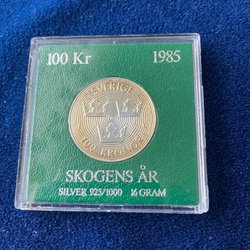 100 Kr 1985
SVERIGE
100 KRONOR
SKOGENS ÅR
SILVER 925/1000 16 GRAM